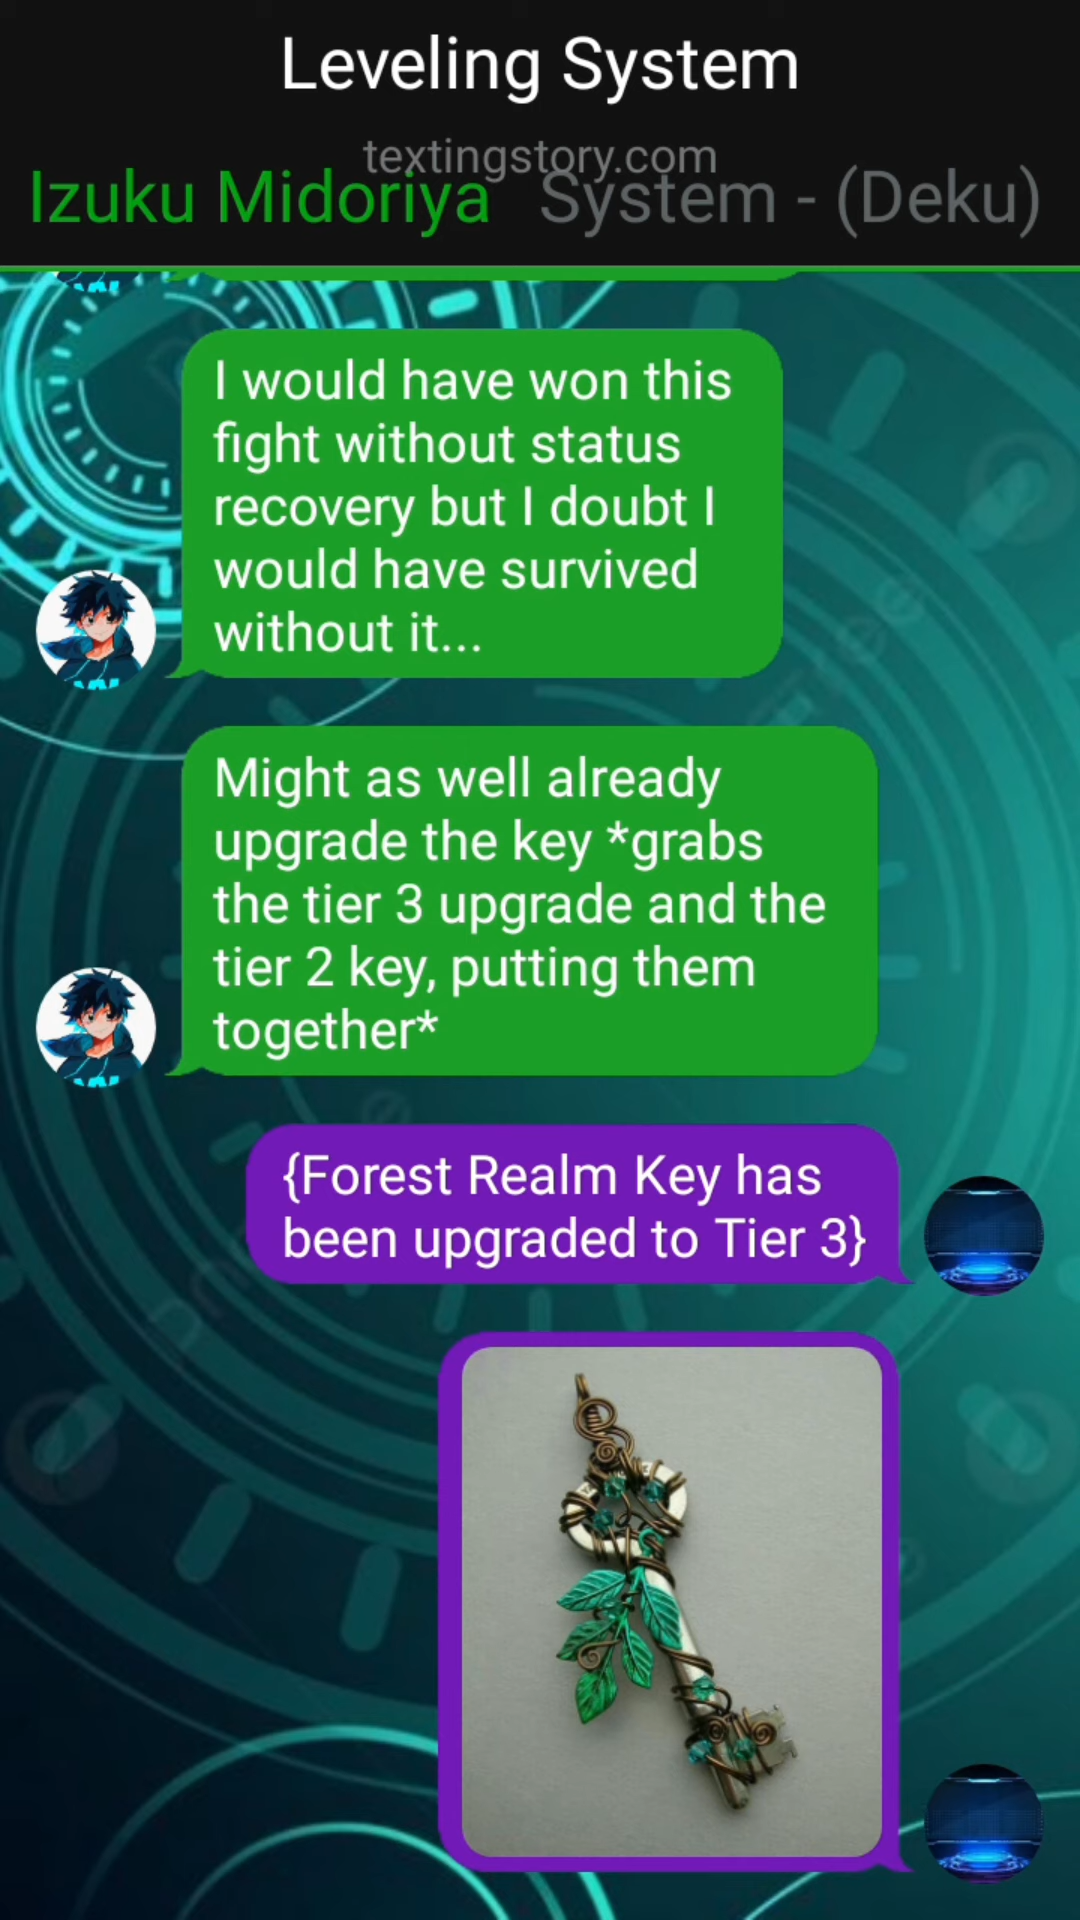 Leveling System
textingstory.com
Izuku Midoriya System - (Deku)
I would have won this
fight without status
recovery but I doubt I
would have survived
without it...
Might as well already
upgrade the key *grabs
the tier 3 upgrade and the
tier 2 key, putting them
together*
{Forest Realm Key has
been upgraded to Tier 3}